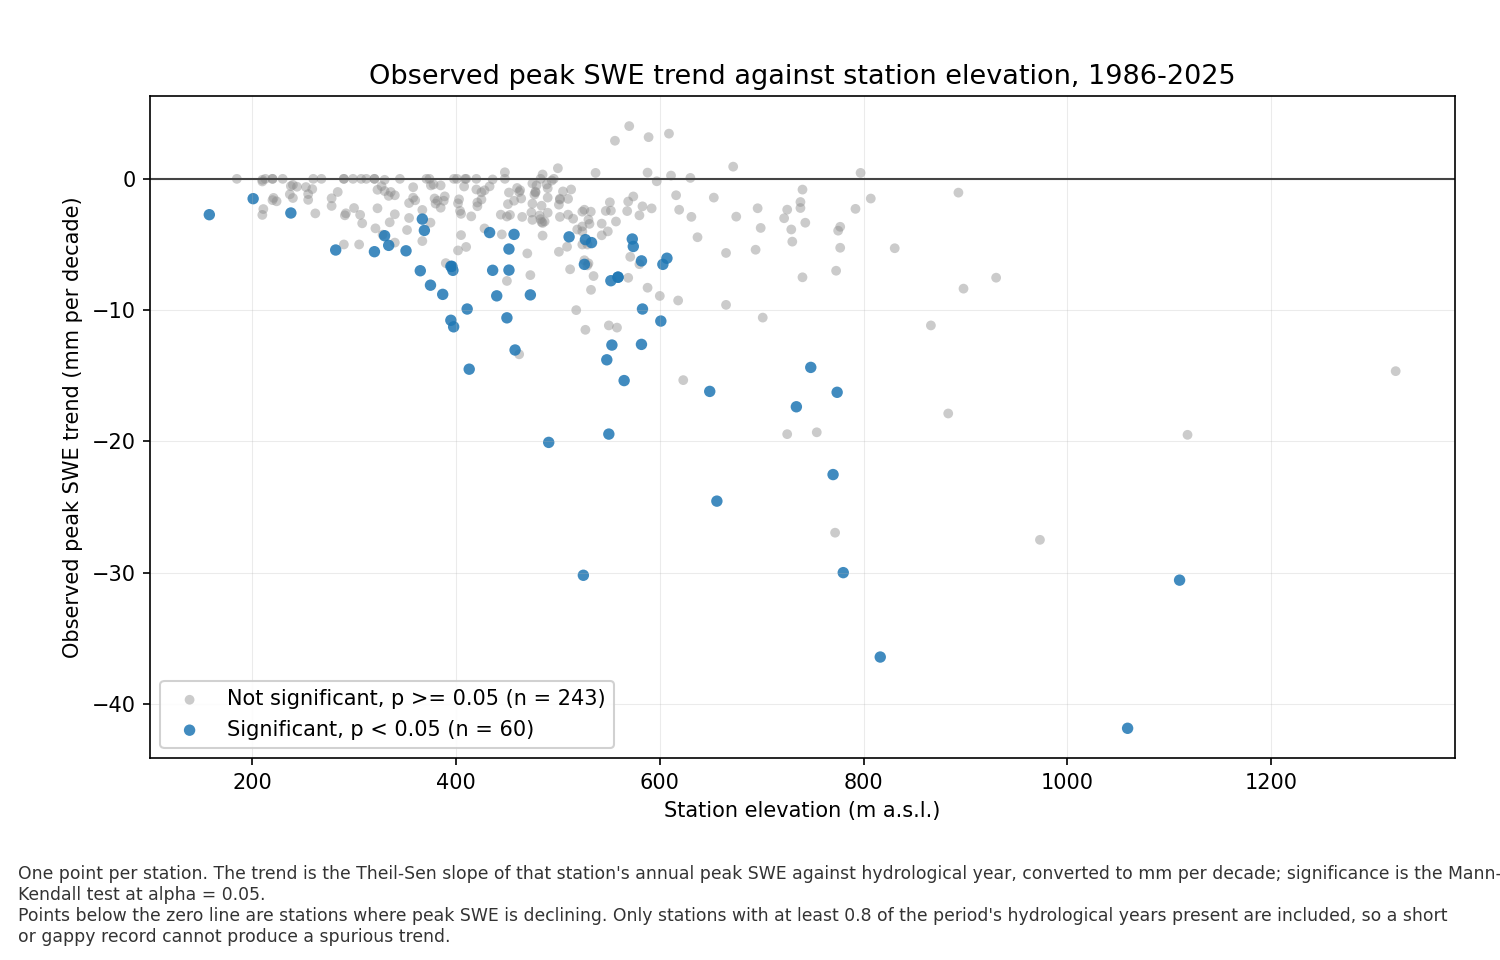 Observed peak SWE trend against station elevation, 1986-2025
Observed peak SWE trend (mm per decade)
0
−10
−20
−30
−40
Not significant, p >= 0.05 (n = 243)
Significant, p < 0.05 (n = 60)
200 400 600 800 1000 1200
Station elevation (m a.s.l.)
One point per station. The trend is the Theil-Sen slope of that station's annual peak SWE against hydrological year, converted to mm per decade; significance is the Mann-
Kendall test at alpha = 0.05.
Points below the zero line are stations where peak SWE is declining. Only stations with at least 0.8 of the period's hydrological years present are included, so a short
or gappy record cannot produce a spurious trend.